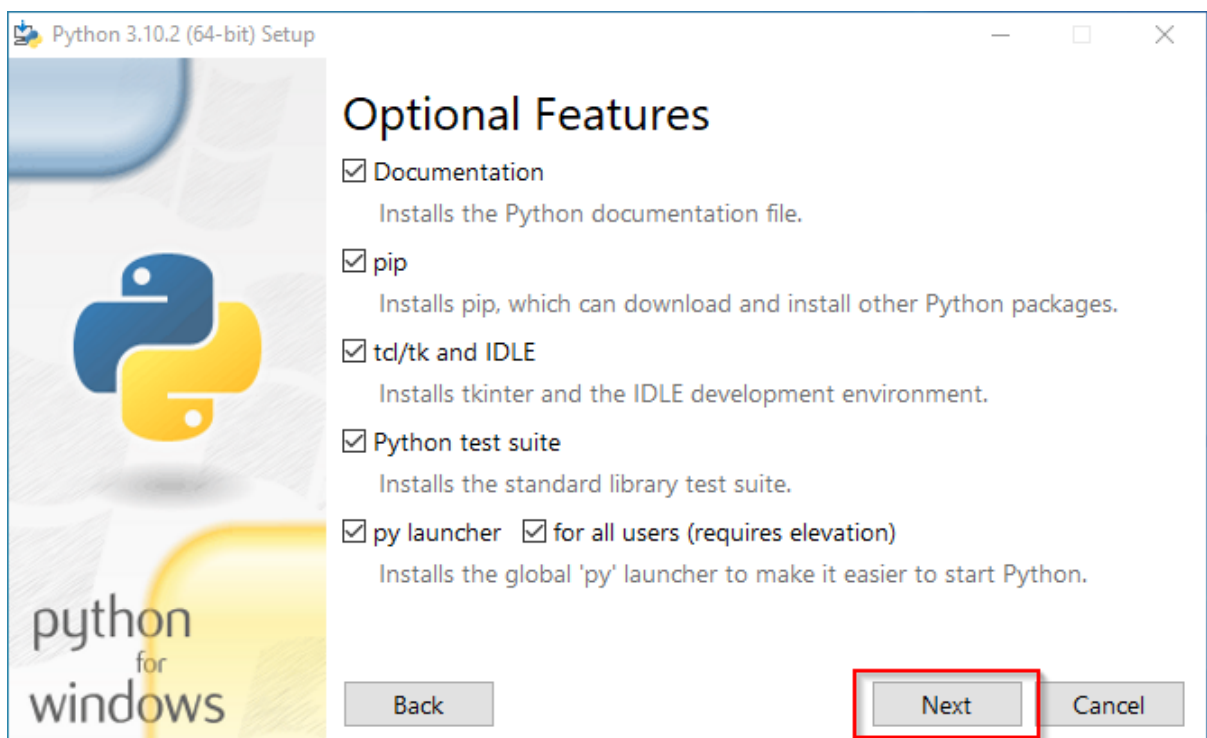 Python 3.10.2 (64-bit) Setup
Optional Features
Documentation
Installs the Python documentation file.
pip
Installs pip, which can download and install other Python packages.
tcl/tk and IDLE
Installs tkinter and the IDLE development environment.
Python test suite
Installs the standard library test suite.
py launcher for all users (requires elevation)
Installs the global 'py' launcher to make it easier to start Python.
python
for
windows
Back Next Cancel